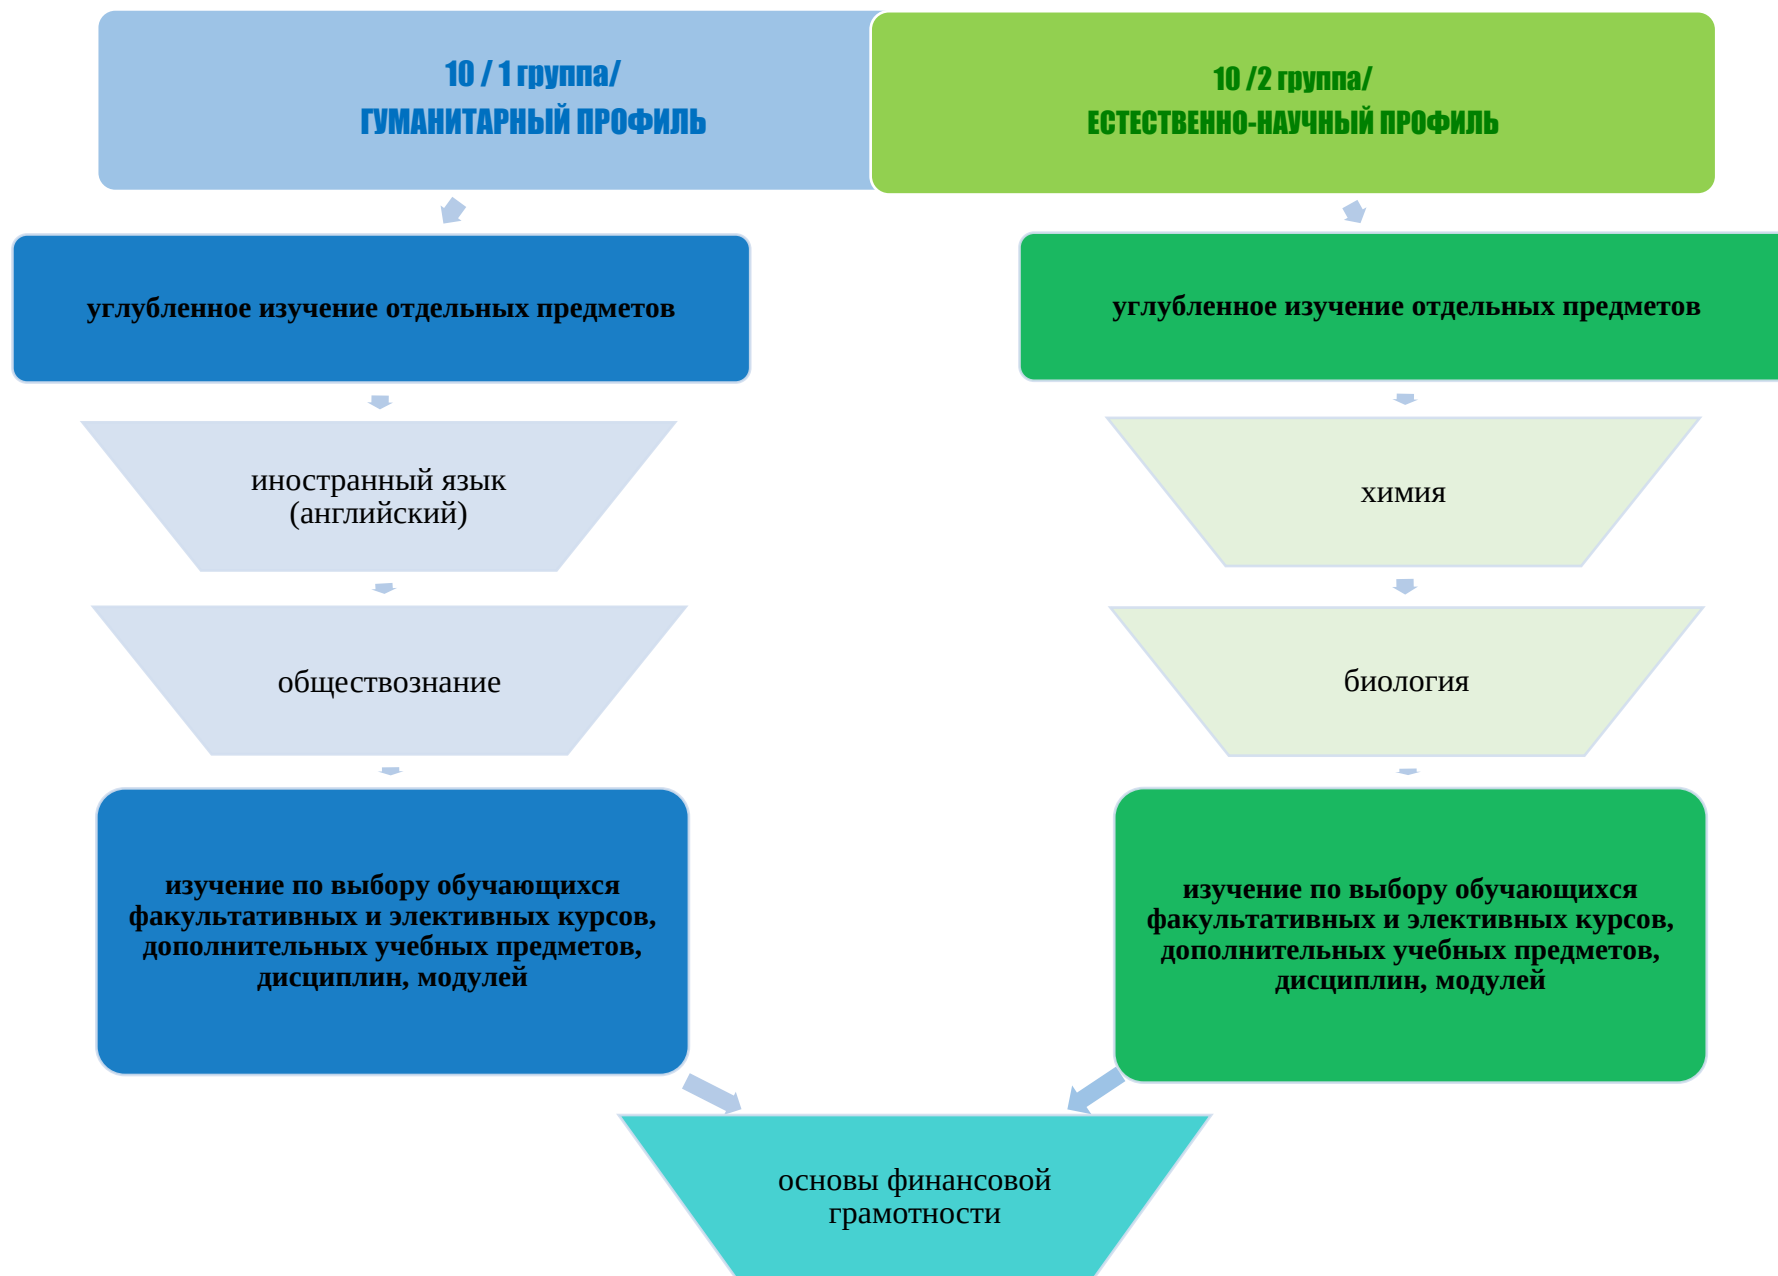 10 / 1 группа/
ГУМАНИТАРНЫЙ ПРОФИЛЬ
10 /2 группа/
ЕСТЕСТВЕННО-НАУЧНЫЙ ПРОФИЛЬ
углубленное изучение отдельных предметов
углубленное изучение отдельных предметов
иностранный язык
(английский)
химия
обществознание
биология
изучение по выбору обучающихся
факультативных и элективных курсов,
дополнительных учебных предметов,
дисциплин, модулей
изучение по выбору обучающихся
факультативных и элективных курсов,
дополнительных учебных предметов,
дисциплин, модулей
основы финансовой
грамотности